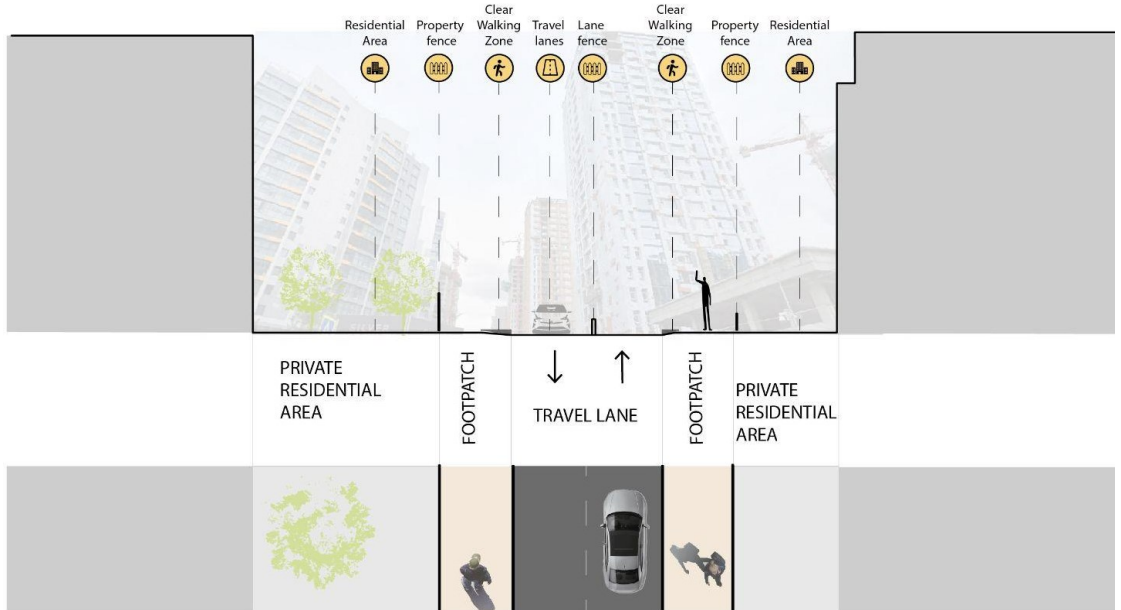 Residential
Area
Property
fence
Clear
Walking
Zone
Travel
lanes
Lane
fence
Clear
Walking
Zone
Property
fence
Residential
Area
PRIVATE
RESIDENTIAL
AREA
FOOTPATCH
TRAVEL LANE
FOOTPATCH
PRIVATE
RESIDENTIAL
AREA